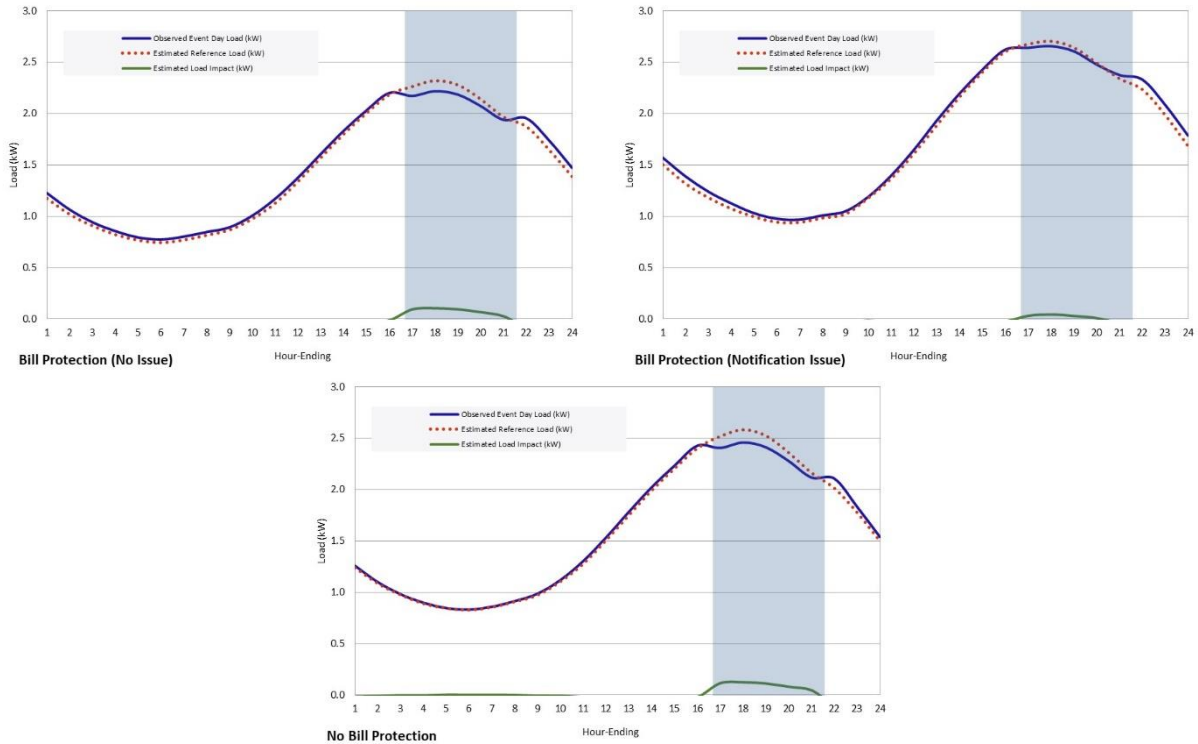 3.0
2.5
2.0
1.5
1.0
0.5
0.0
Load (kW)
Observed Event Day Load (kW)
Estimated Reference Load (kW)
Estimated Load Impact (kW)
1 2 3 4 5 6 7 8 9 10 11 12 13 14 15 16 17 18 19 20 21 22 23 24
Hour-Ending
Bill Protection (No Issue)
3.0
2.5
2.0
1.5
1.0
0.5
0.0
Load (kW)
Observed Event Day Load (kW)
Estimated Reference Load (kW)
Estimated Load Impact (kW)
1 2 3 4 5 6 7 8 9 10 11 12 13 14 15 16 17 18 19 20 21 22 23 24
Hour-Ending
Bill Protection (Notification Issue)
3.0
2.5
2.0
1.5
1.0
0.5
0.0
Load (kW)
Observed Event Day Load (kW)
Estimated Reference Load (kW)
Estimated Load Impact (kW)
1 2 3 4 5 6 7 8 9 10 11 12 13 14 15 16 17 18 19 20 21 22 23 24
Hour-Ending
No Bill Protection